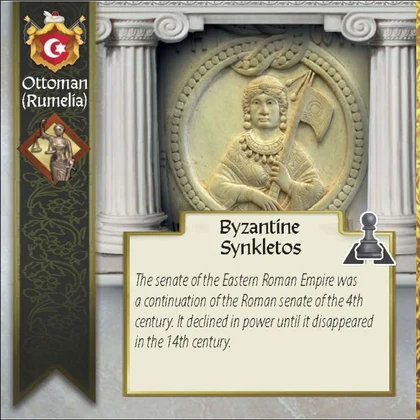 Ottoman
(Rumelia)
Byzantine
Synkletos
The senate of the Eastern Roman Empire was
a continuation of the Roman senate of the 4th
century. It declined in power until it disappeared
in the 14th century.